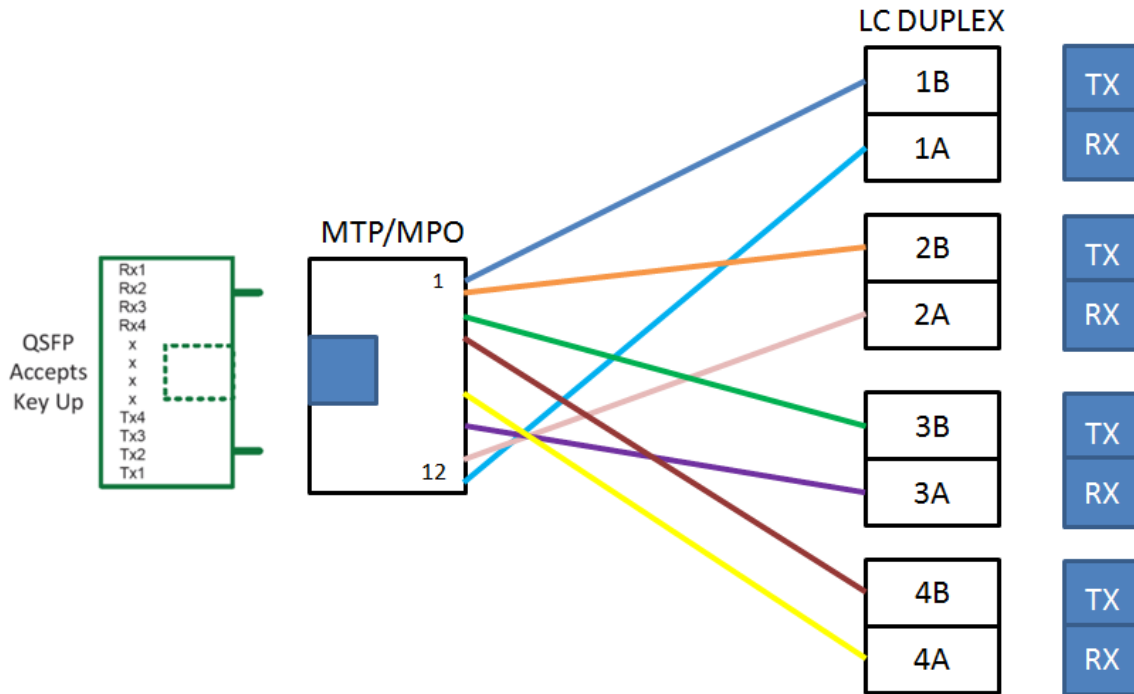 LC DUPLEX
1B
TX
1A
RX
2B
TX
2A
RX
MTP/MPO
1
12
QSFP
Accepts
Key Up
Rx1
Rx2
Rx3
Rx4
x
x
x
x
Tx4
Tx3
Tx2
Tx1
3B
TX
3A
RX
4B
TX
4A
RX